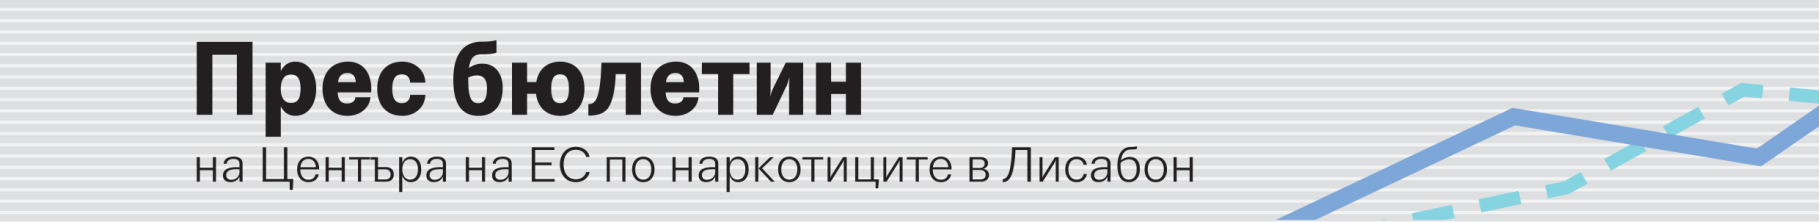 Прес бюлетин
на Центъра на ЕС по наркотиците в Лисабон